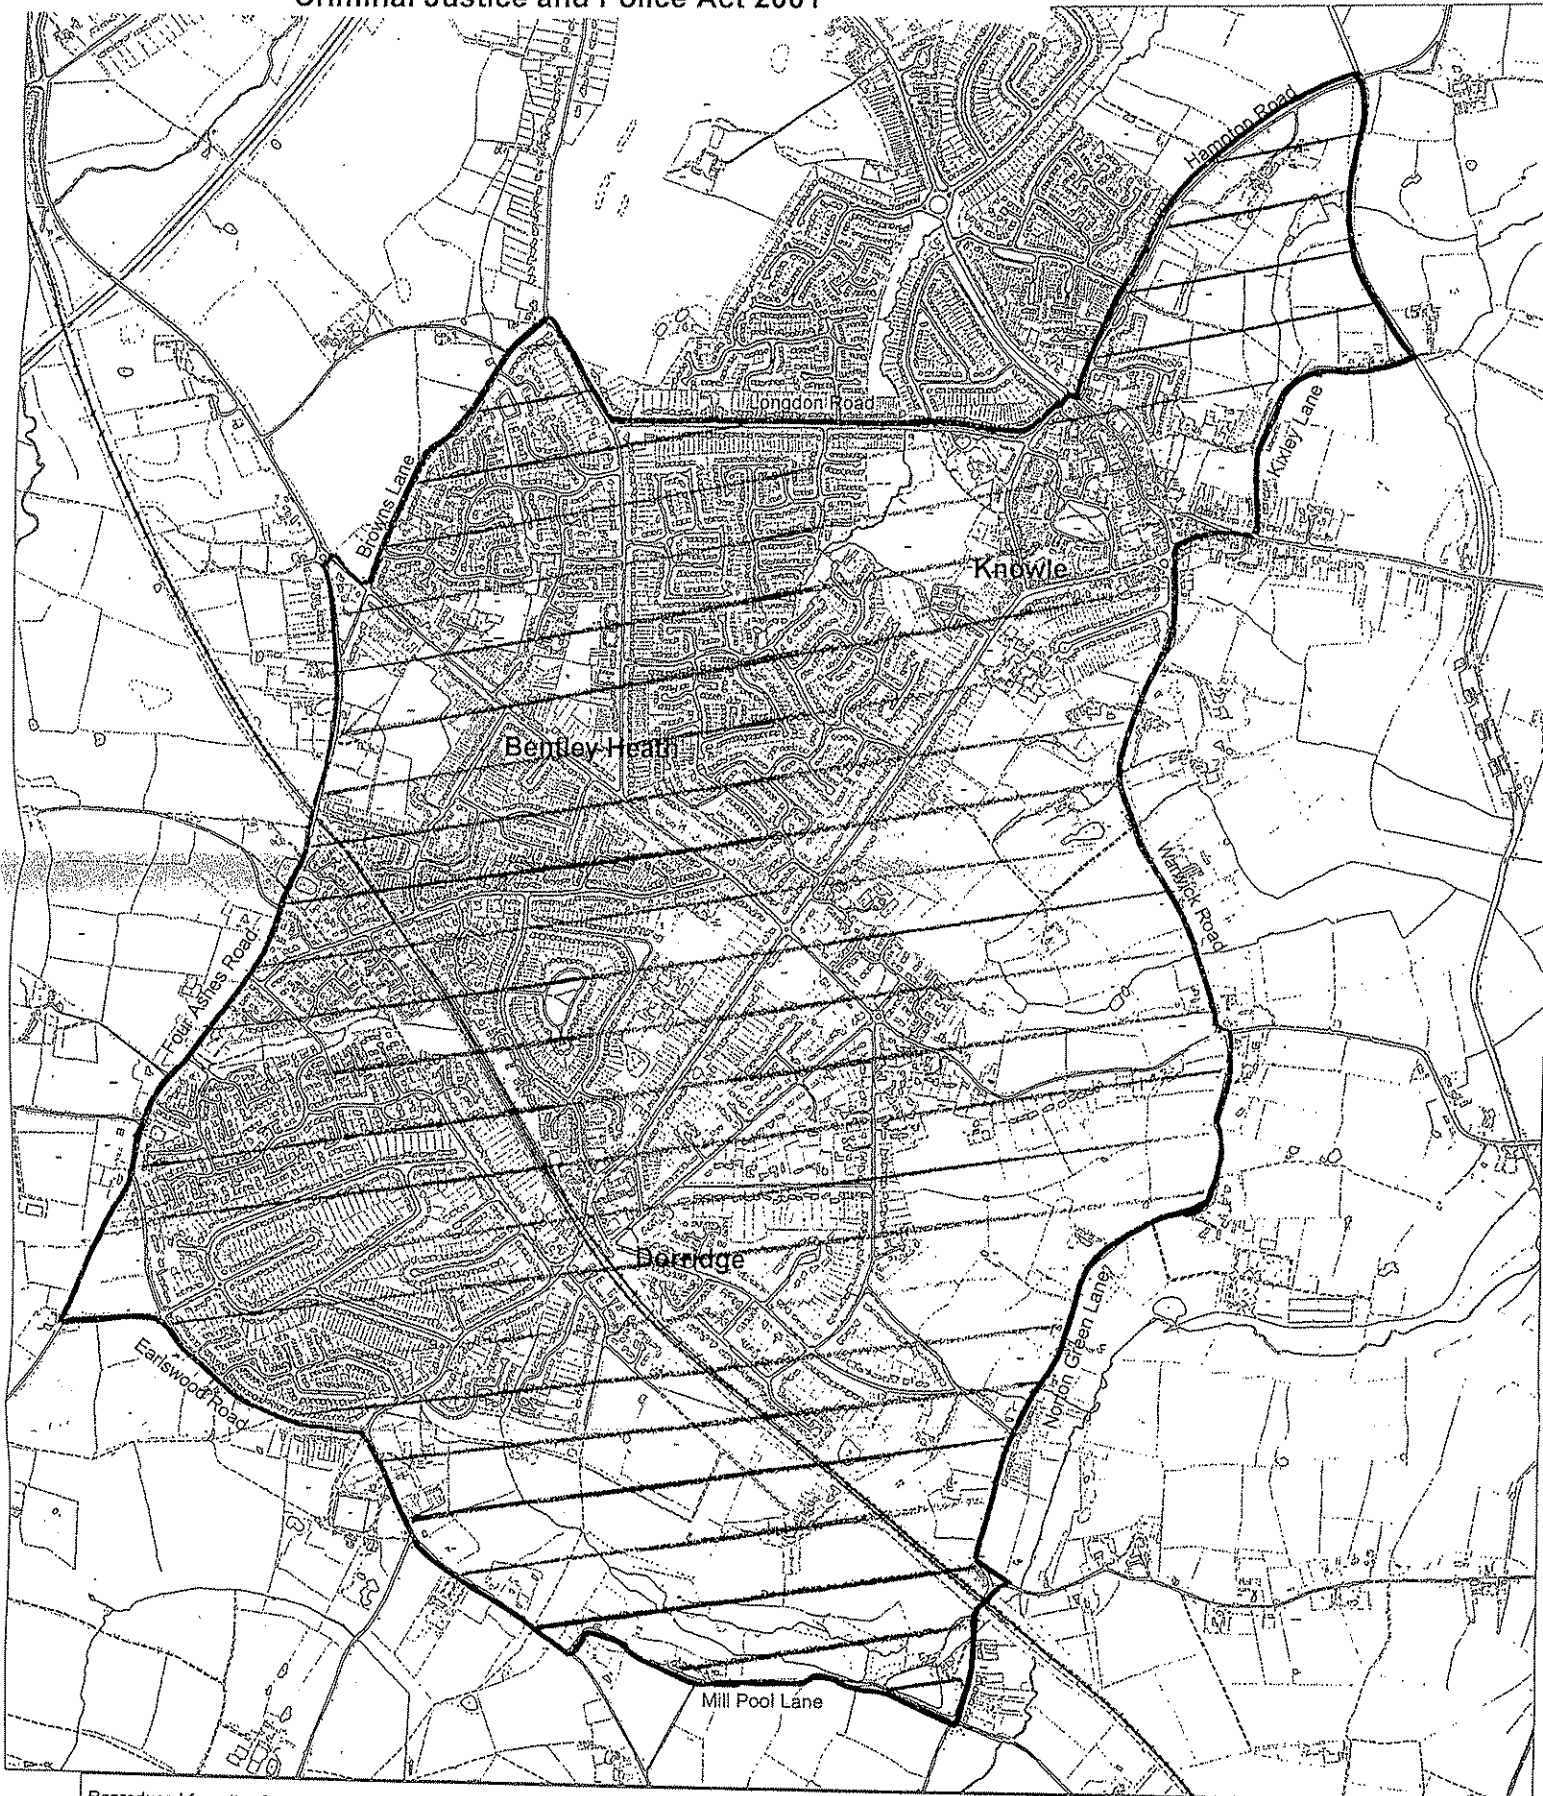 Criminal Justice and Police Act 2001
Hampton Road
Longdon Road
Kixley Lane
Browns Lane
Knowle
Bentley Heath
Warwick Road
Four Ashes Road
Dorridge
Norton Green Lane
Earlswood Road
Mill Pool Lane